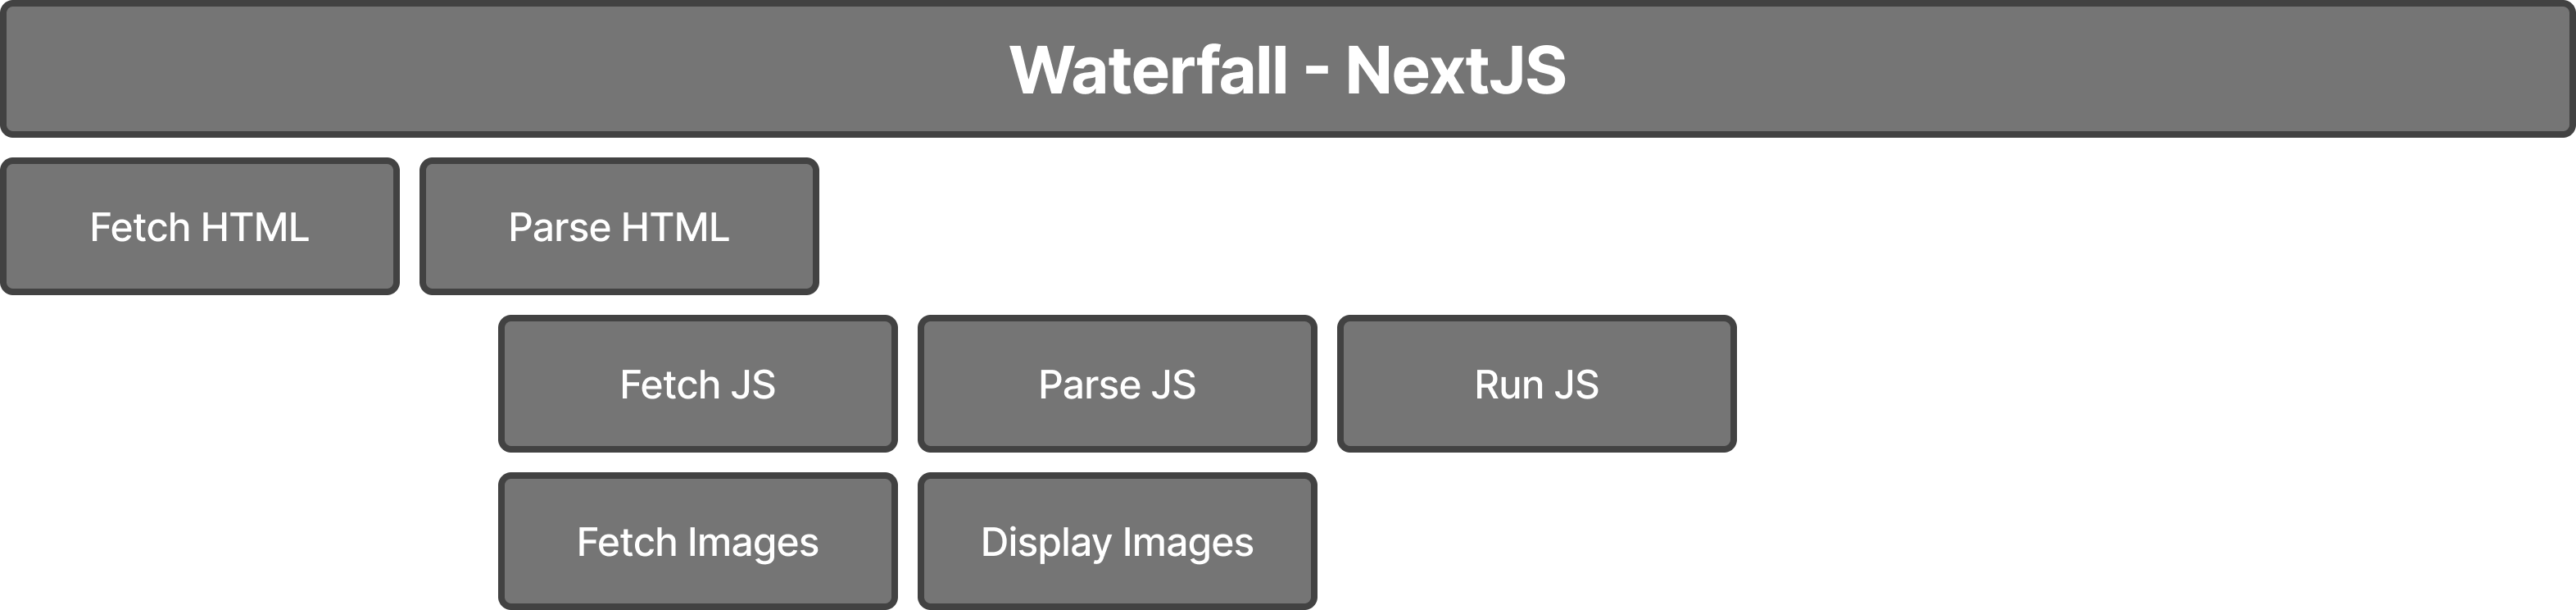 Waterfall - NextJS
Fetch HTML
Parse HTML
Fetch JS
Parse JS
Run JS
Fetch Images
Display Images